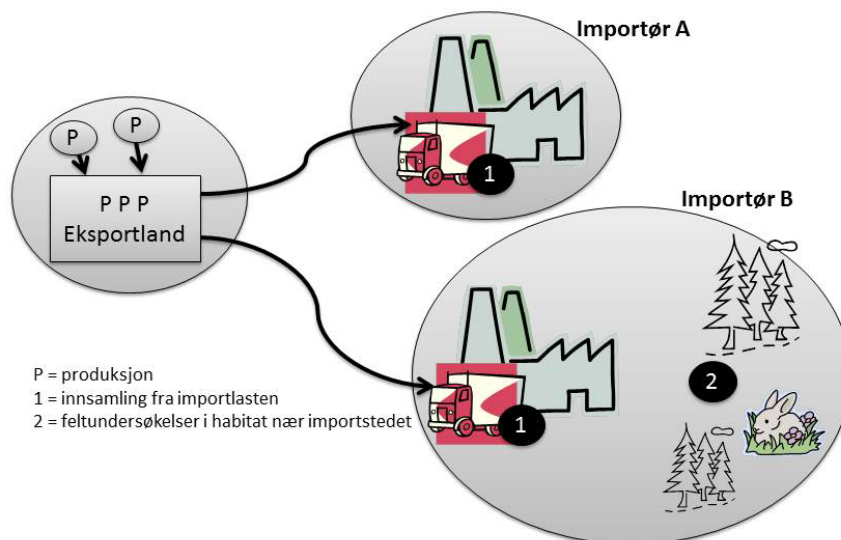 Importør A
P
P
P P P
Eksportland
1
Importør B
2
1
P = produksjon
1 = innsamling fra importlasten
2 = feltundersøkelser i habitat nær importstedet